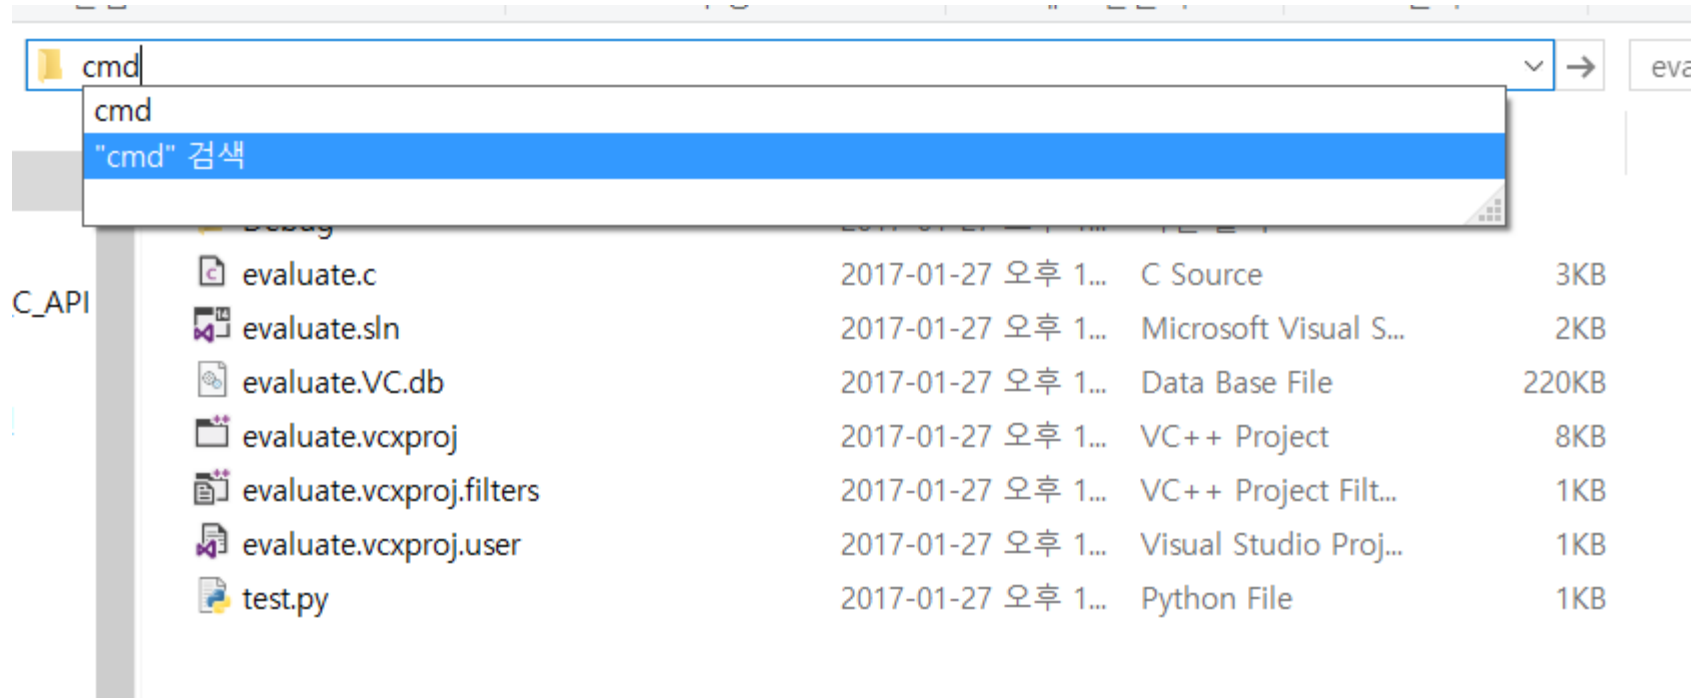 cmd
eva
cmd
"cmd" 검색
Debug
evaluate.c 2017-01-27 오후 1... C Source 3KB
C_API
evaluate.sln 2017-01-27 오후 1... Microsoft Visual S... 2KB
evaluate.VC.db 2017-01-27 오후 1... Data Base File 220KB
evaluate.vcxproj 2017-01-27 오후 1... VC++ Project 8KB
evaluate.vcxproj.filters 2017-01-27 오후 1... VC++ Project Filt... 1KB
evaluate.vcxproj.user 2017-01-27 오후 1... Visual Studio Proj... 1KB
test.py 2017-01-27 오후 1... Python File 1KB